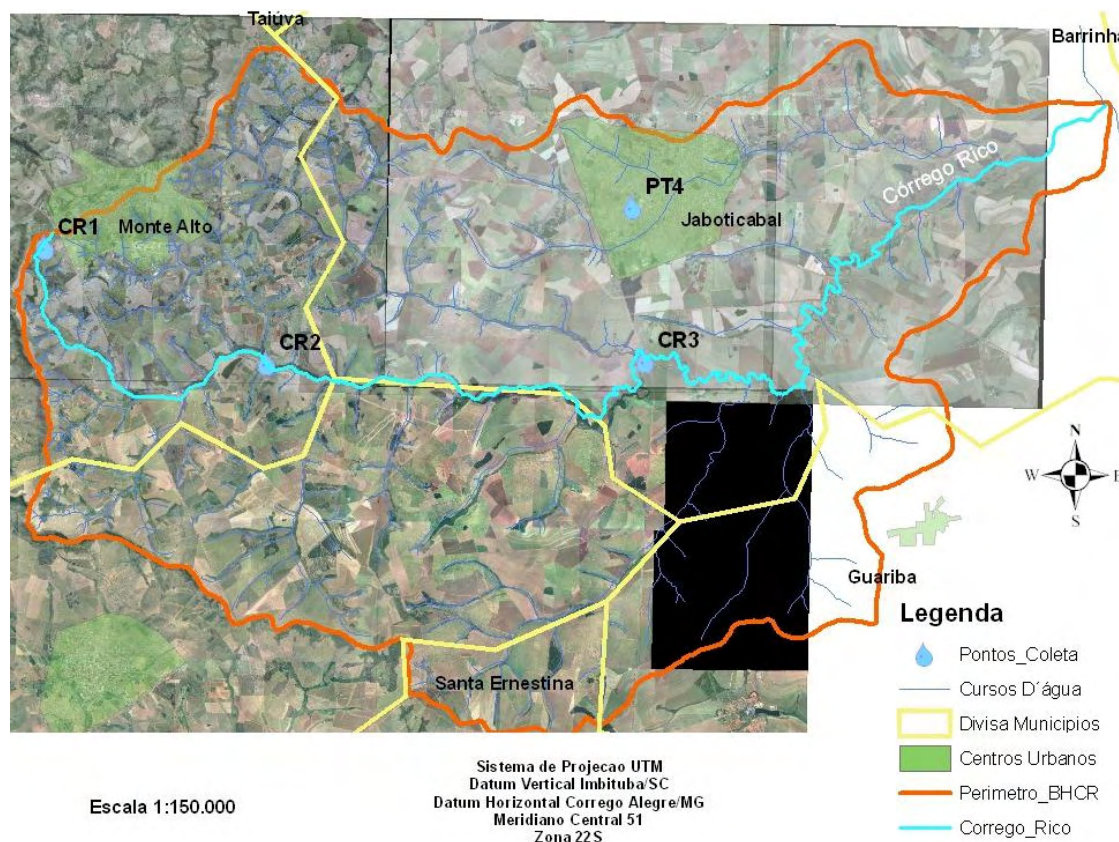 Taiúva
Barrinha
Córrego Rico
PT4
CR1
Monte Alto
Jaboticabal
CR2
CR3
N
W
E
S
Guariba
Santa Ernestina
Legenda
Pontos_Coleta
Cursos D´água
Divisa Municipios
Centros Urbanos
Perimetro_BHCR
Corrego_Rico
Escala 1:150.000
Sistema de Projecao UTM
Datum Vertical Imbituba/SC
Datum Horizontal Corrego Alegre/MG
Meridiano Central 51
Zona 22S